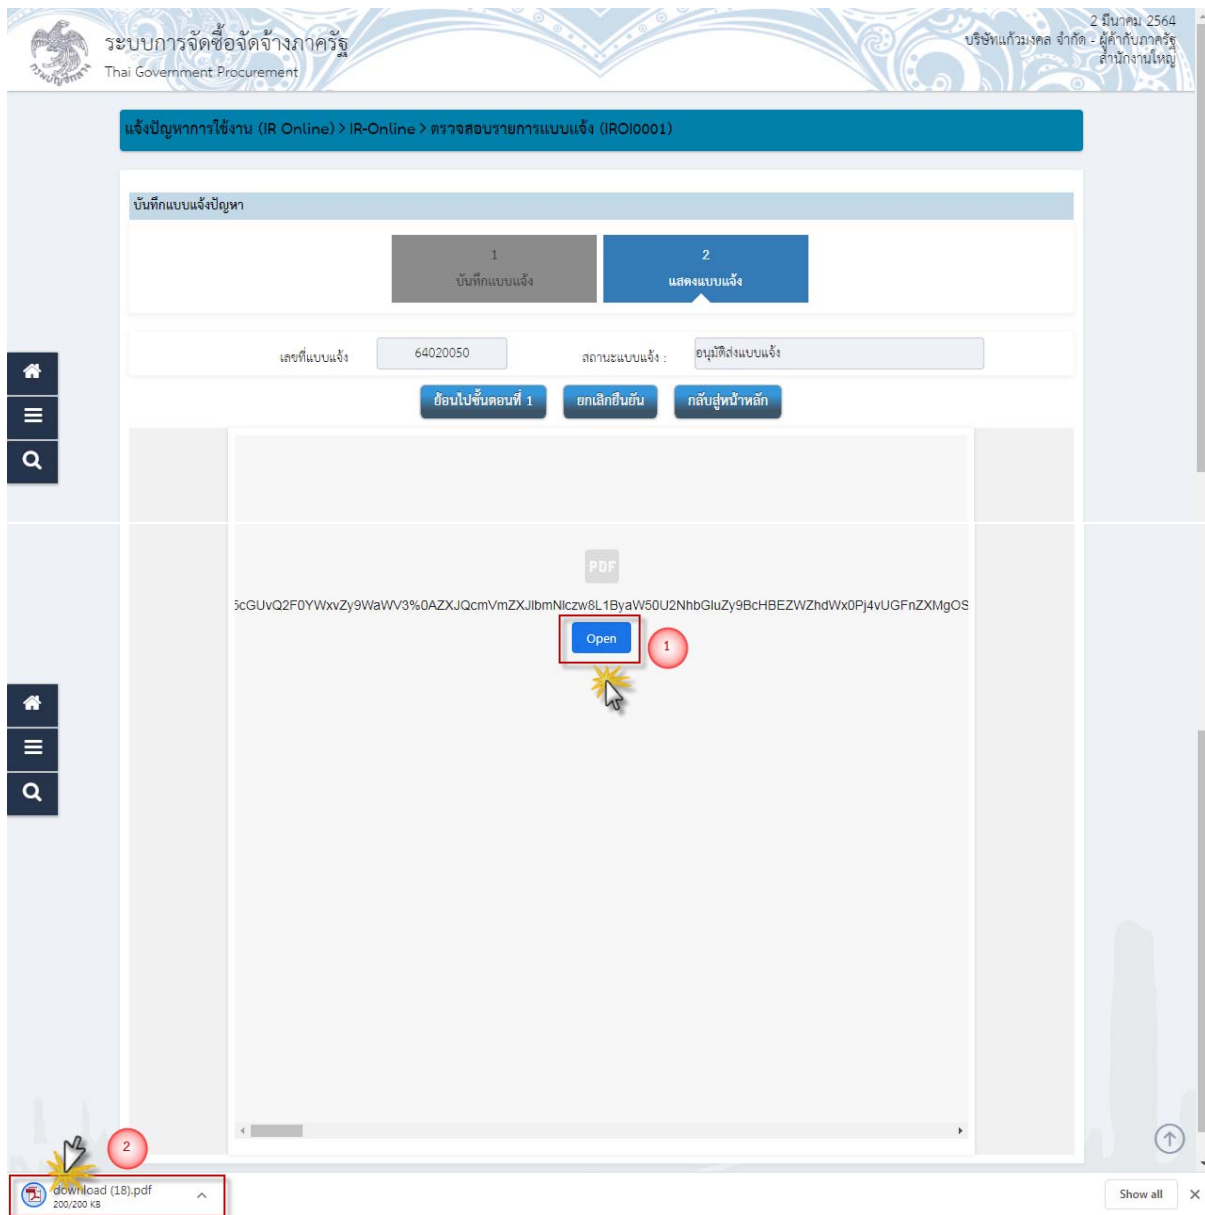 2 มีนาคม 2564
ระบบการจัดซื้อจัดจ้างภาครัฐ
บริษัทแก้วมงคล จำกัด - ผู้ค้ากับภาครัฐ
สำนักงานใหญ่
Thai Government Procurement
กรมบัญชีกลาง
แจ้งปัญหาการใช้งาน (IR Online) > IR-Online > ตรวจสอบรายการแบบแจ้ง (IROI0001)
บันทึกแบบแจ้งปัญหา
1
บันทึกแบบแจ้ง
2
แสดงแบบแจ้ง
เลขที่แบบแจ้ง 64020050 สถานะแบบแจ้ง : อนุมัติส่งแบบแจ้ง
ย้อนไปขั้นตอนที่ 1 ยกเลิกยืนยัน กลับสู่หน้าหลัก
PDF
5cGUvQ2F0YWxvZy9WaWV3%0AZXJQcmVmZXJlbmNlczw8L1ByaW50U2NhbGluZy9BcHBEZWZhdWx0Pj4vUGFnZXMgOS
Open
1
2
download (18).pdf
200/200 KB
Show all